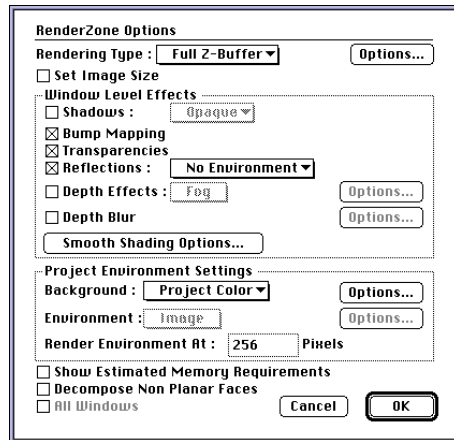 RenderZone Options
Rendering Type : Full Z-Buffer Options...
Set Image Size
Window Level Effects
Shadows : Opaque
Bump Mapping
Transparencies
Reflections : No Environment
Depth Effects : Fog Options...
Depth Blur Options...
Smooth Shading Options...
Project Environment Settings
Background : Project Color Options...
Environment : Image Options...
Render Environment At : 256 Pixels
Show Estimated Memory Requirements
Decompose Non Planar Faces
All Windows Cancel OK